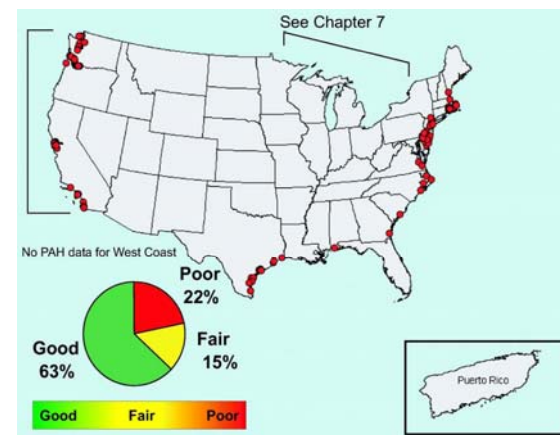 See Chapter 7
No PAH data for West Coast
Poor
22%
Fair
15%
Good
63%
Good Fair Poor
Puerto Rico